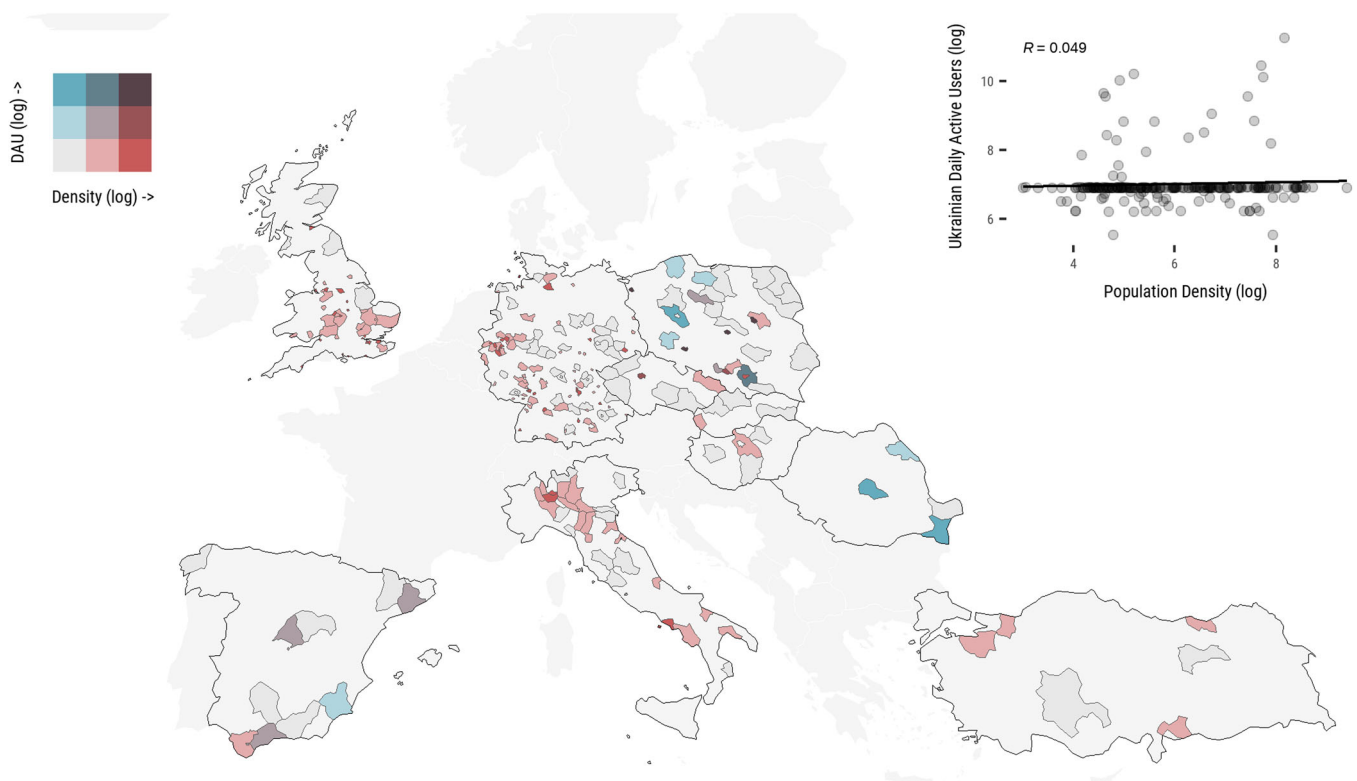 DAU (log) ->
Density (log) ->
Ukrainian Daily Active Users (log)
R = 0.049
10
8
6
4 6 8
Population Density (log)